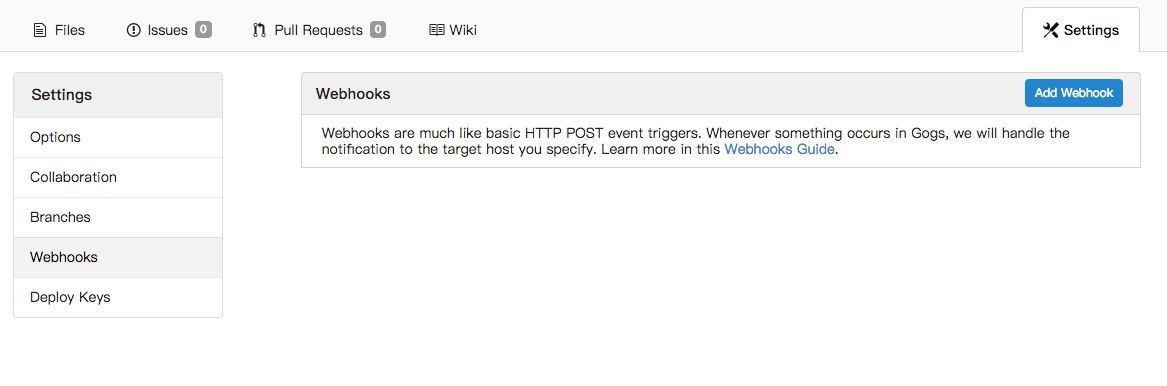 Files Issues 0 Pull Requests 0 Wiki Settings
Settings
Options
Collaboration
Branches
Webhooks
Deploy Keys
Webhooks Add Webhook
Webhooks are much like basic HTTP POST event triggers. Whenever something occurs in Gogs, we will handle the
notification to the target host you specify. Learn more in this Webhooks Guide.